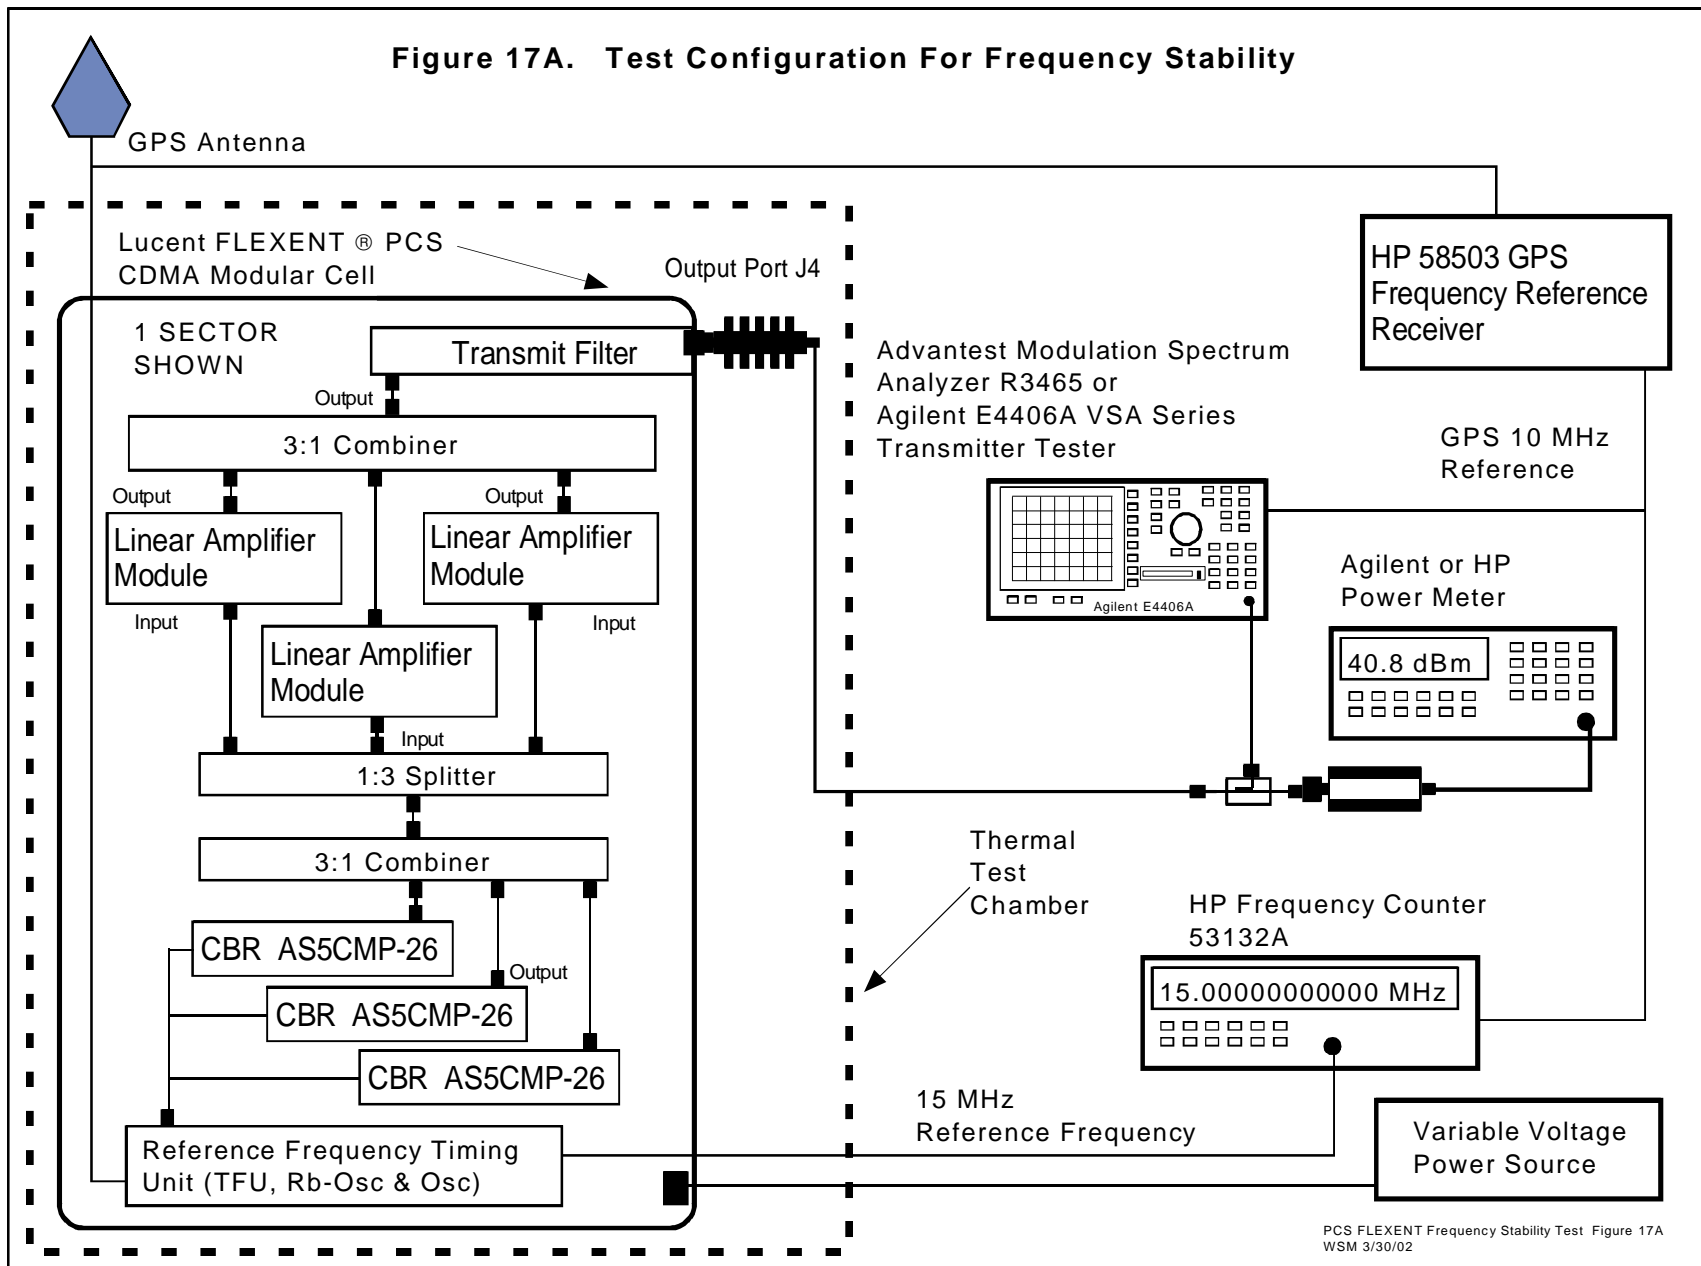 Figure 17A. Test Configuration For Frequency Stability
GPS Antenna
Lucent FLEXENT ® PCS
CDMA Modular Cell
Output Port J4
1 SECTOR
SHOWN
Transmit Filter
Output
3:1 Combiner
Output
Output
Linear Amplifier
Module
Linear Amplifier
Module
Input
Input
Linear Amplifier
Module
Input
1:3 Splitter
3:1 Combiner
CBR AS5CMP-26
Output
CBR AS5CMP-26
CBR AS5CMP-26
Reference Frequency Timing
Unit (TFU, Rb-Osc & Osc)
HP 58503 GPS
Frequency Reference
Receiver
Advantest Modulation Spectrum
Analyzer R3465 or
Agilent E4406A VSA Series
Transmitter Tester
GPS 10 MHz
Reference
Agilent E4406A
Agilent or HP
Power Meter
40.8 dBm
Thermal
Test
Chamber
HP Frequency Counter
53132A
15.00000000000 MHz
15 MHz
Reference Frequency
Variable Voltage
Power Source
PCS FLEXENT Frequency Stability Test Figure 17A
WSM 3/30/02